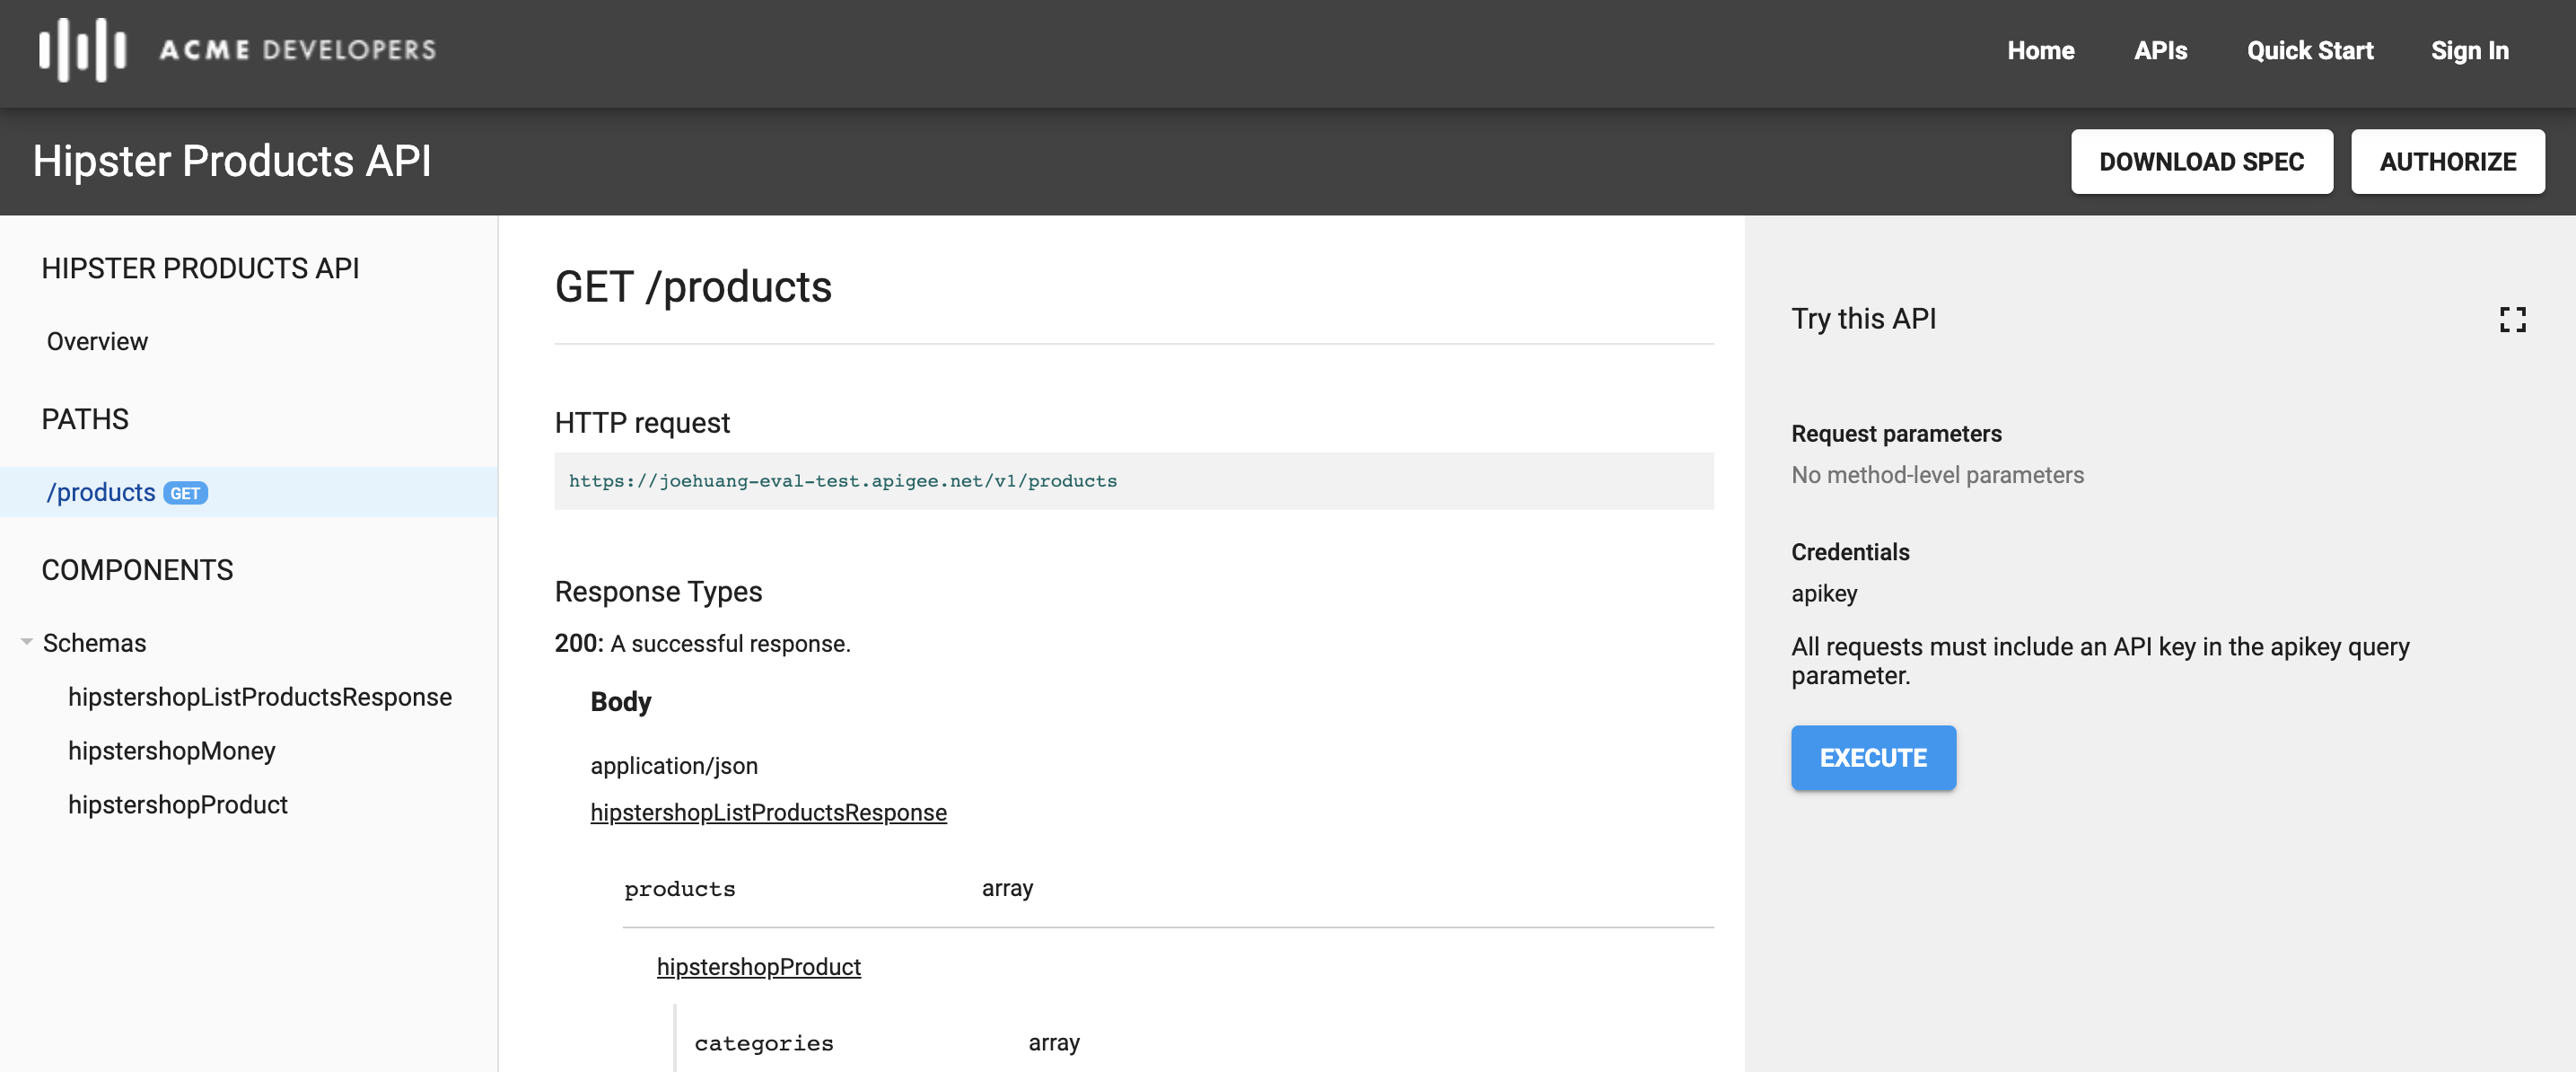 ACME DEVELOPERS
Home APIs Quick Start Sign In
Hipster Products API
DOWNLOAD SPEC AUTHORIZE
HIPSTER PRODUCTS API
Overview
PATHS
/products GET
COMPONENTS
Schemas
hipstershopListProductsResponse
hipstershopMoney
hipstershopProduct
GET /products
HTTP request
https://joehuang-eval-test.apigee.net/v1/products
Response Types
200: A successful response.
Body
application/json
hipstershopListProductsResponse
products array
hipstershopProduct
categories array
Try this API
Request parameters
No method-level parameters
Credentials
apikey
All requests must include an API key in the apikey query
parameter.
EXECUTE